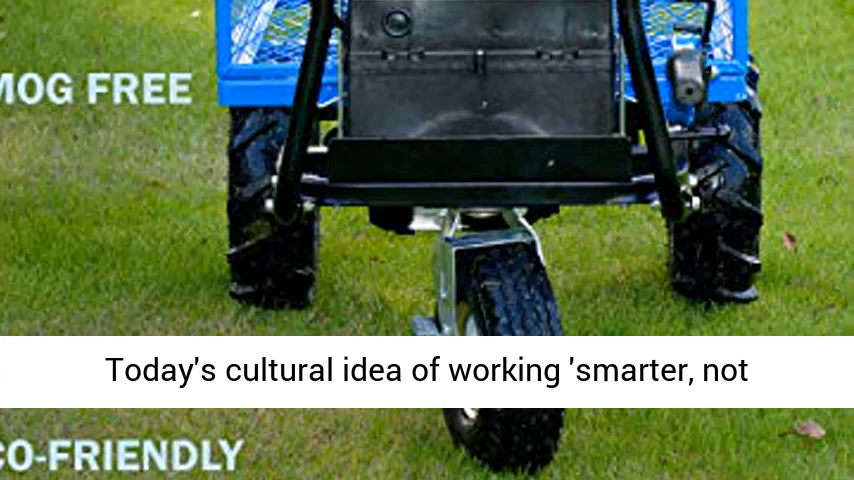 MOG FREE
Today's cultural idea of working 'smarter, not
CO-FRIENDLY